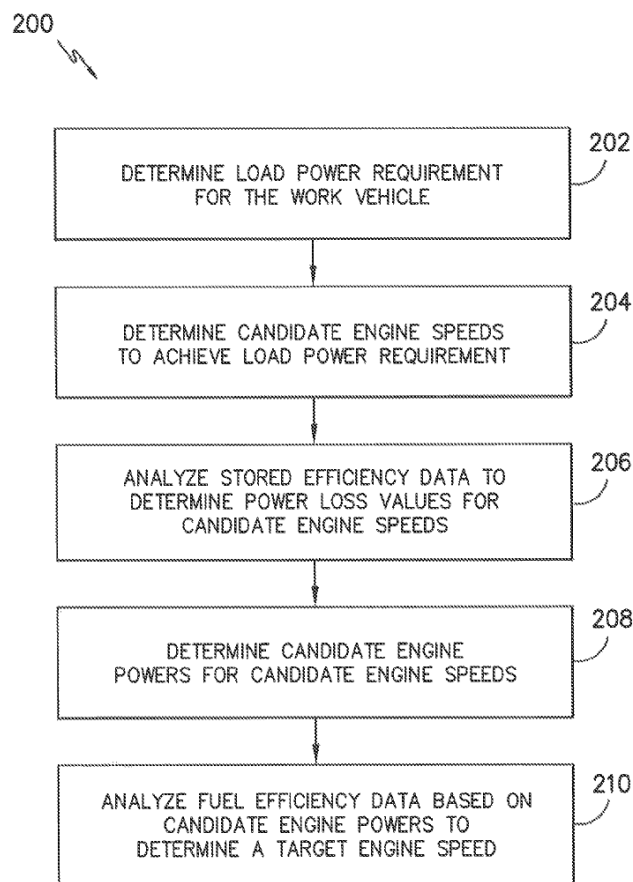 200
202
DETERMINE LOAD POWER REQUIREMENT
FOR THE WORK VEHICLE
204
DETERMINE CANDIDATE ENGINE SPEEDS
TO ACHIEVE LOAD POWER REQUIREMENT
206
ANALYZE STORED EFFICIENCY DATA TO
DETERMINE POWER LOSS VALUES FOR
CANDIDATE ENGINE SPEEDS
208
DETERMINE CANDIDATE ENGINE
POWERS FOR CANDIDATE ENGINE SPEEDS
210
ANALYZE FUEL EFFICIENCY DATA BASED ON
CANDIDATE ENGINE POWERS TO
DETERMINE A TARGET ENGINE SPEED